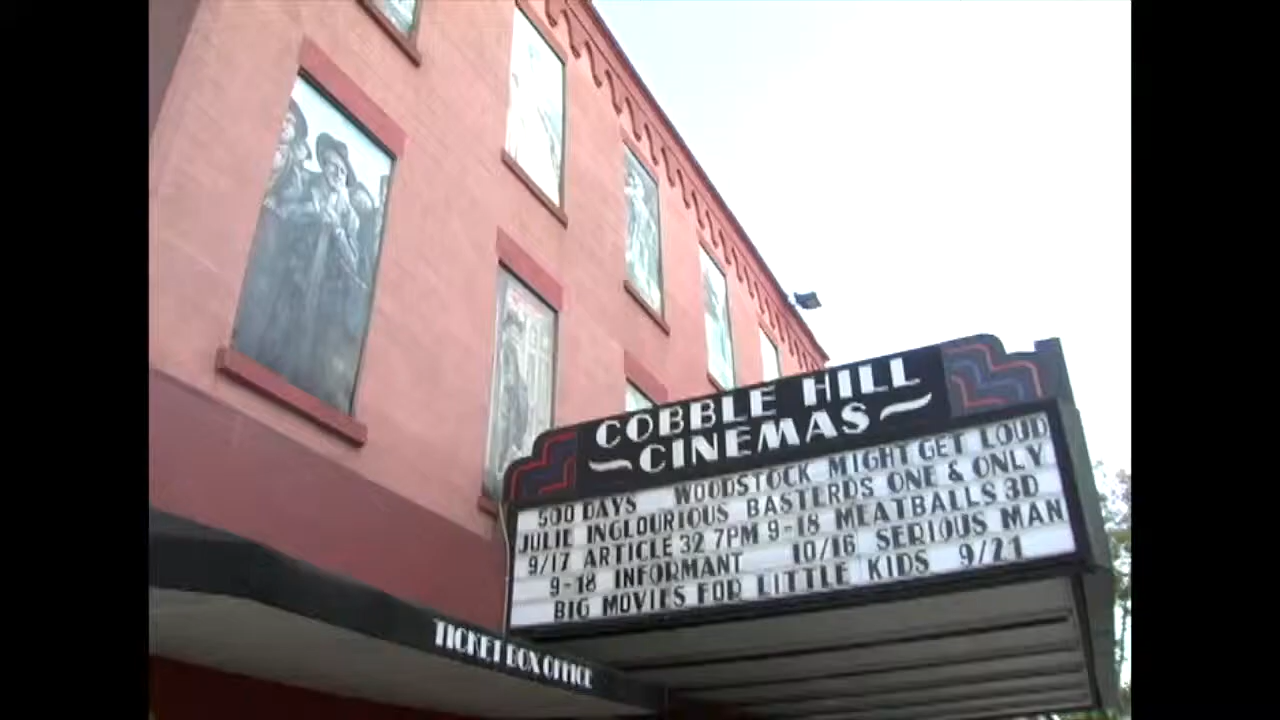 COBBLE HILL
CINEMAS
500 DAYS WOODSTOCK MIGHT GET LOUD
JULIE INGLOURIOUS BASTERDS ONE & ONLY
9/17 ARTICLE 32 7PM 9-18 MEATBALLS 3D
9-18 INFORMANT 10/16 SERIOUS MAN
BIG MOVIES FOR LITTLE KIDS 9/21
TICKET BOX OFFICE